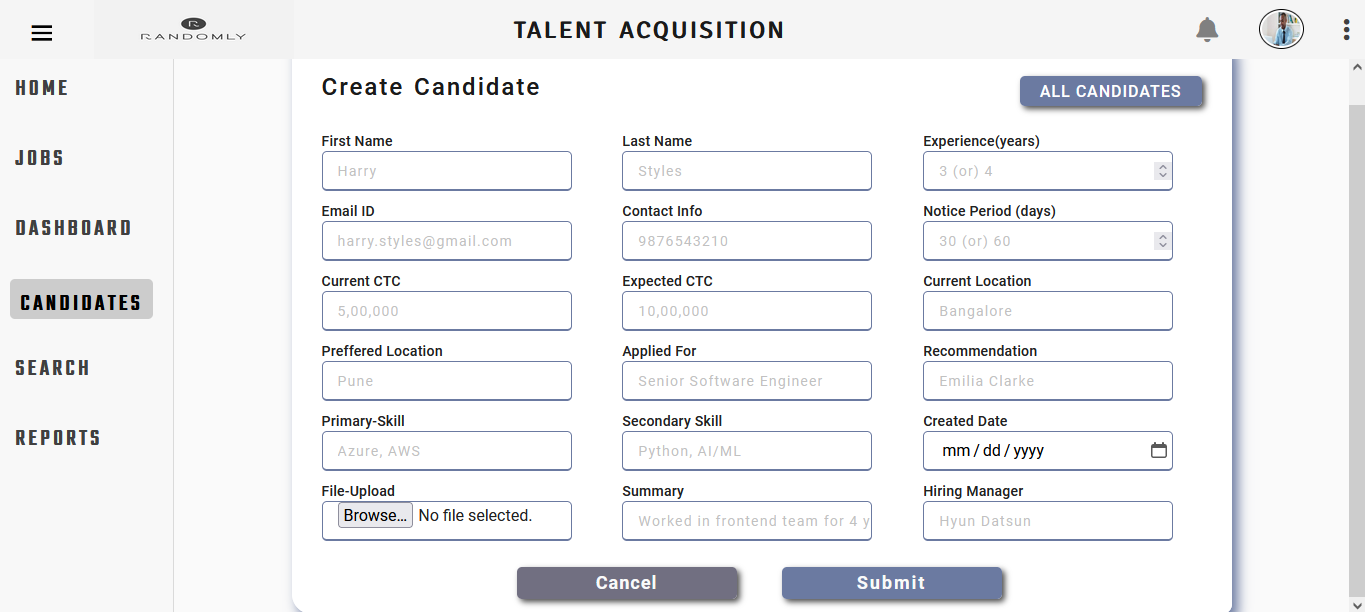 RANDOMLY
TALENT ACQUISITION
HOME
JOBS
DASHBOARD
CANDIDATES
SEARCH
REPORTS
Create Candidate
ALL CANDIDATES
First Name
Last Name
Experience(years)
Harry
Styles
3 (or) 4
Email ID
Contact Info
Notice Period (days)
harry.styles@gmail.com
9876543210
30 (or) 60
Current CTC
Expected CTC
Current Location
5,00,000
10,00,000
Bangalore
Preffered Location
Applied For
Recommendation
Pune
Senior Software Engineer
Emilia Clarke
Primary-Skill
Secondary Skill
Created Date
Azure, AWS
Python, AI/ML
mm / dd / yyyy
File-Upload
Summary
Hiring Manager
Browse... No file selected.
Worked in frontend team for 4 y
Hyun Datsun
Cancel
Submit